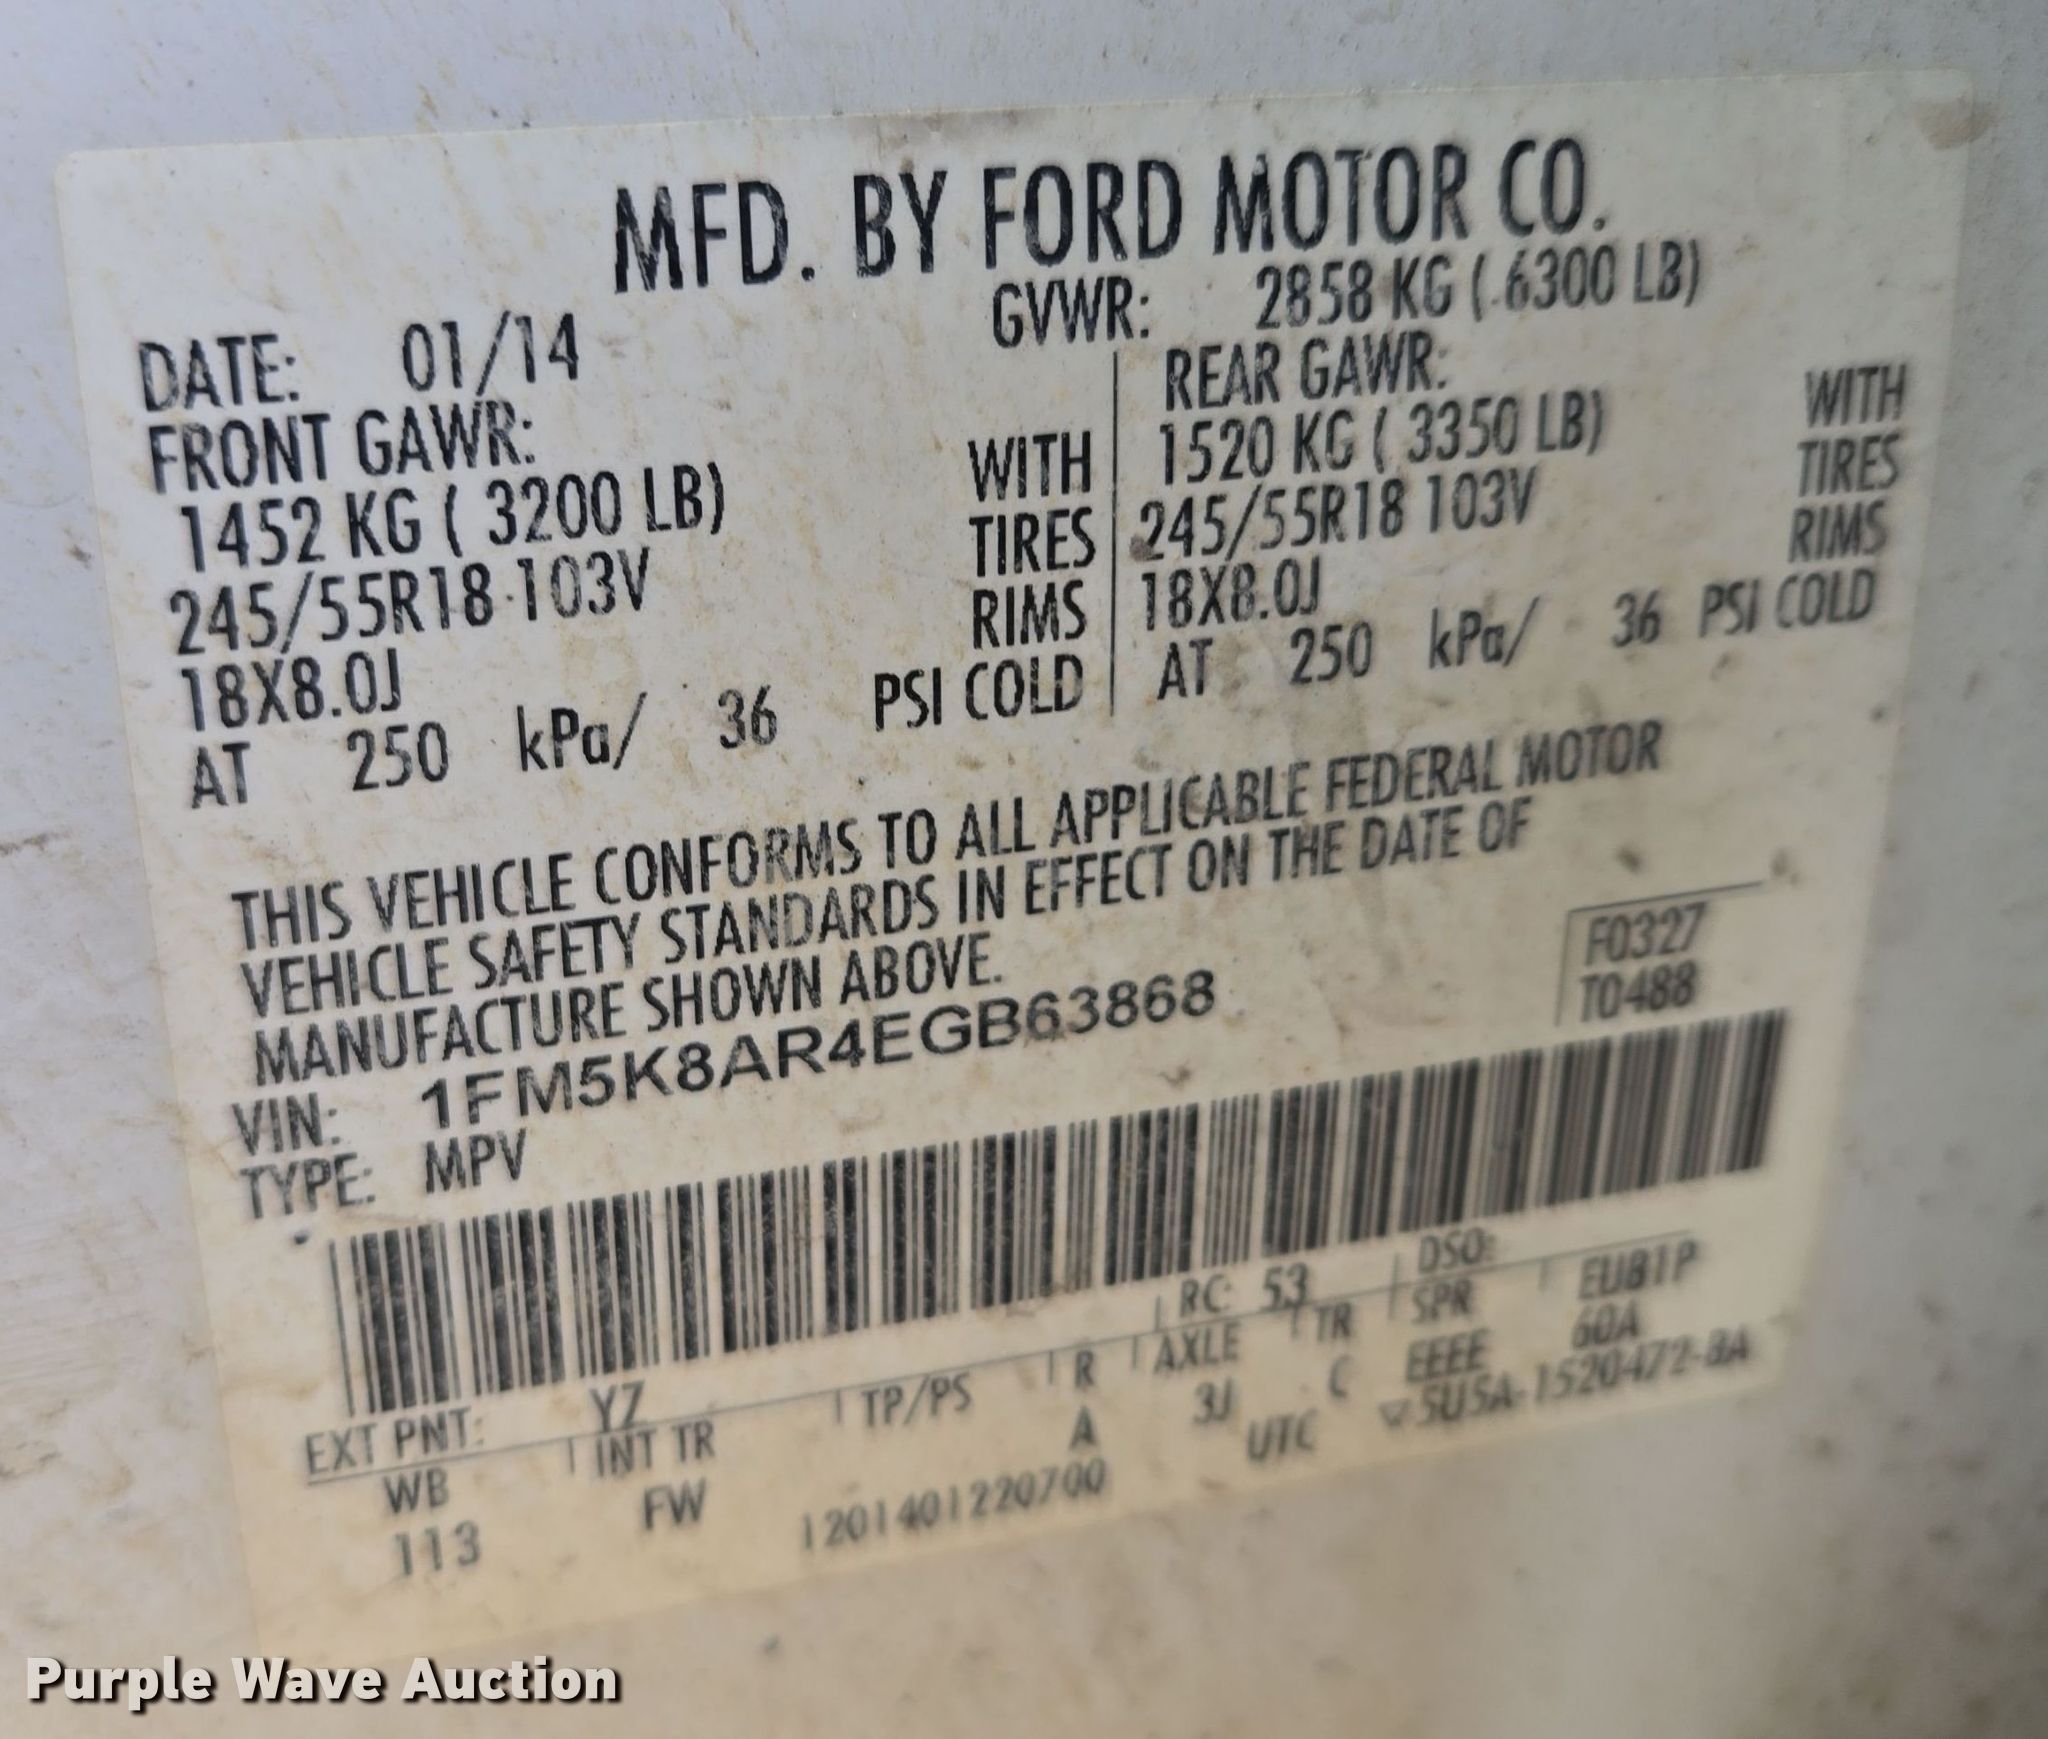 MFD. BY FORD MOTOR CO.
DATE: 01/14 GVWR: 2858 KG ( 6300 LB)
FRONT GAWR: REAR GAWR:
1452 KG ( 3200 LB) WITH 1520 KG ( 3350 LB) WITH
245/55R18 103V TIRES 245/55R18 103V TIRES
18X8.0J RIMS 18X8.0J RIMS
AT 250 kPa/ 36 PSI COLD AT 250 kPa/ 36 PSI COLD
THIS VEHICLE CONFORMS TO ALL APPLICABLE FEDERAL MOTOR
VEHICLE SAFETY STANDARDS IN EFFECT ON THE DATE OF
MANUFACTURE SHOWN ABOVE.
F0327
T0488
VIN: 1FM5K8AR4EGB63868
TYPE: MPV
EXT PNT: YZ RC: 53 DSO:
WB INT TR TP/PS R AXLE TR SPR EUB1P
113 FW A 3J C EEEE 60A
1201401220700 UTC ▽5U5A-1520472-BA
Purple Wave Auction